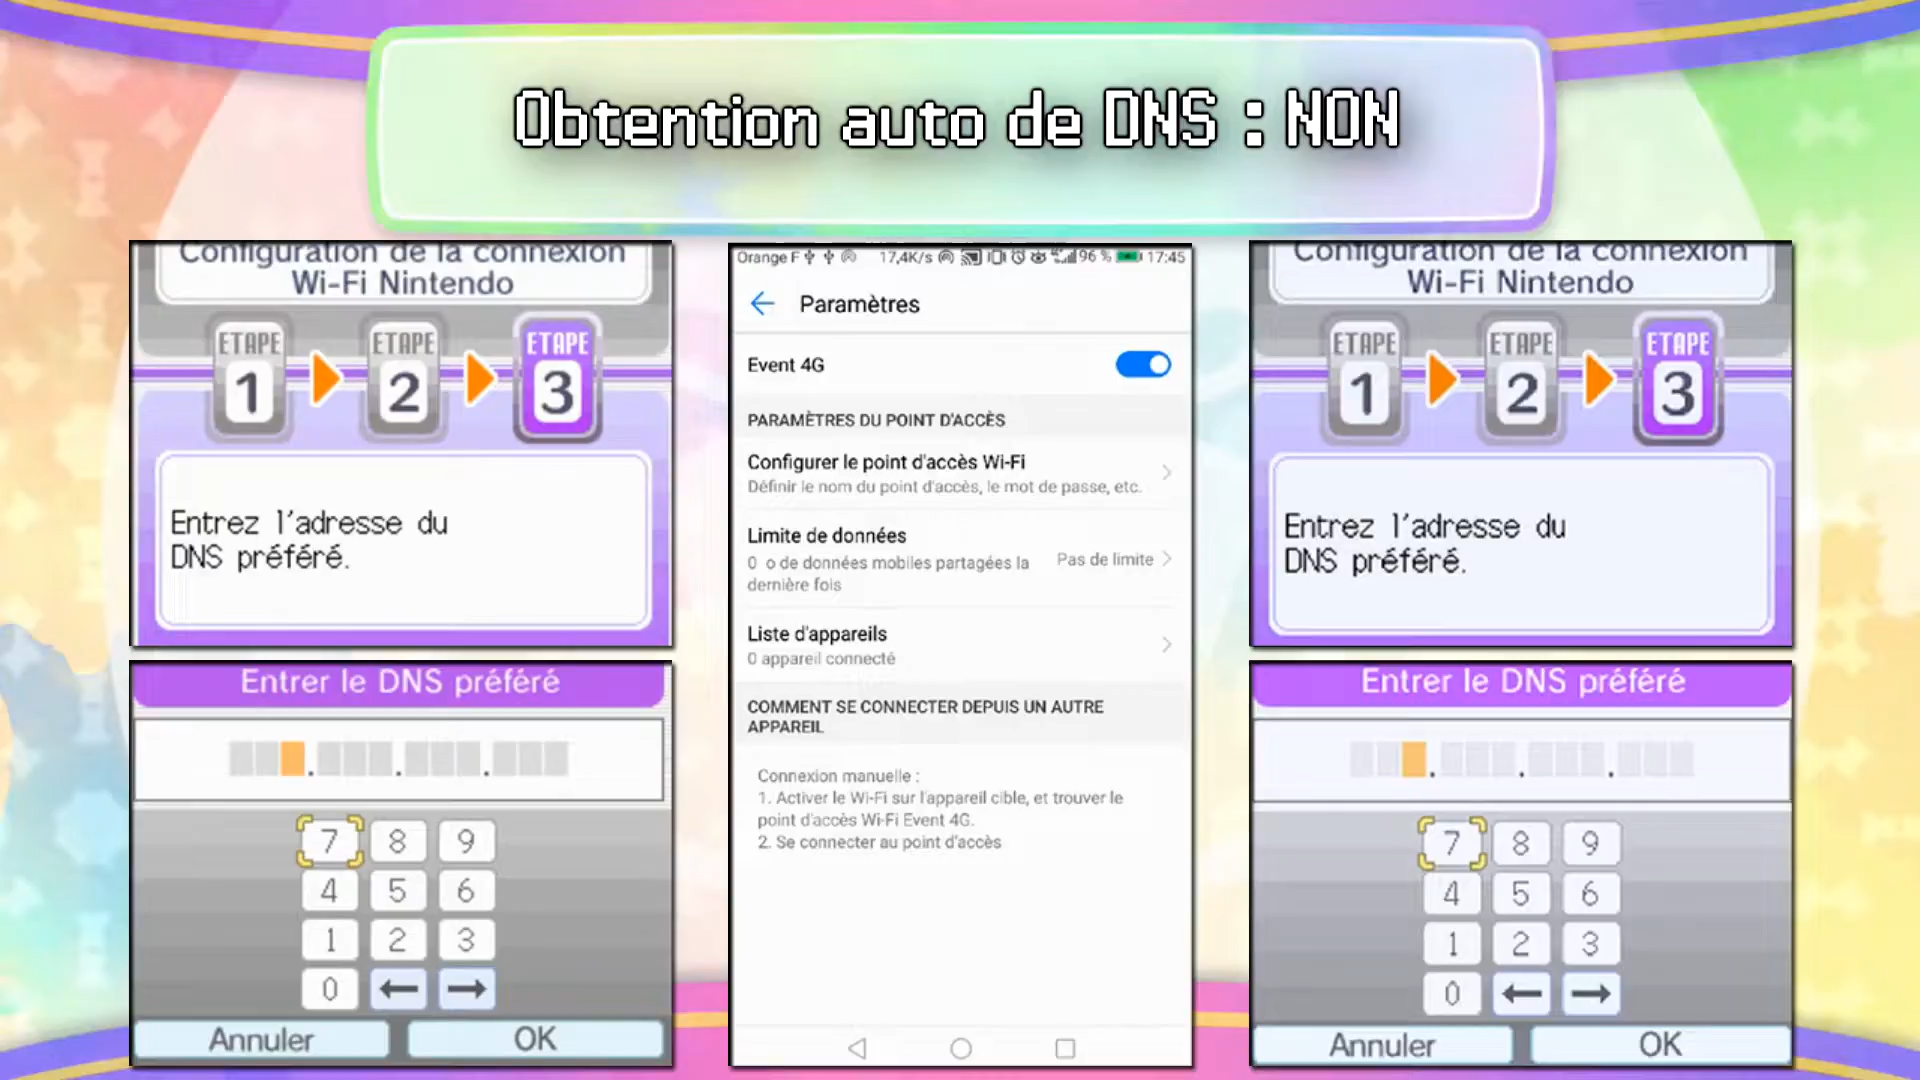 Obtention auto de DNS : NON
Configuration de la connexion
Wi-Fi Nintendo
ETAPE 1
ETAPE 2
ETAPE 3
Entrez l'adresse du
DNS préféré.
Entrer le DNS préféré
7 8 9
4 5 6
1 2 3
0 ← →
Annuler OK
Orange F 17,4K/s 96 % 17:45
Paramètres
Event 4G
PARAMÈTRES DU POINT D'ACCÈS
Configurer le point d'accès Wi-Fi
Définir le nom du point d'accès, le mot de passe, etc.
Limite de données
0 o de données mobiles partagées la
dernière fois
Pas de limite
Liste d'appareils
0 appareil connecté
COMMENT SE CONNECTER DEPUIS UN AUTRE
APPAREIL
Connexion manuelle :
1. Activer le Wi-Fi sur l'appareil cible, et trouver le
point d'accès Wi-Fi Event 4G.
2. Se connecter au point d'accès
Configuration de la connexion
Wi-Fi Nintendo
ETAPE 1
ETAPE 2
ETAPE 3
Entrez l'adresse du
DNS préféré.
Entrer le DNS préféré
7 8 9
4 5 6
1 2 3
0 ← →
Annuler OK